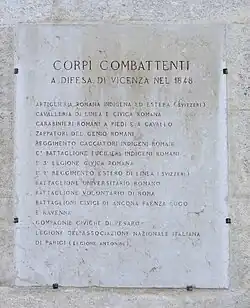 CORPI COMBATTENTI
A DIFESA DI VICENZA NEL 1848
ARTIGLIERIA ROMANA INDIGENA ED ESTERA (SVIZZERI)
CAVALLERIA DI LINEA E CIVICA ROMANA
CARABINIERI ROMANI A PIEDI E A CAVALLO
ZAPPATORI DEL GENIO ROMANI
REGGIMENTO CACCIATORI INDIGENI ROMANI
BATTAGLIONE FUCILIERI INDIGENI ROMANI
LEGIONE CIVICA ROMANA
REGGIMENTO ESTERO DI LINEA (SVIZZERI)
BATTAGLIONE UNIVERSITARIO ROMANO
BATTAGLIONE VOLONTARIO DI ROMA
BATTAGLIONI CIVICI DI ANCONA FAENZA LUGO
E RAVENNA
COMPAGNIE CIVICHE DI PESARO
LEGIONI DELL'ASSOCIAZIONE NAZIONALE ITALIANA
DI PARIGI (LEGIONE ANTONINI)